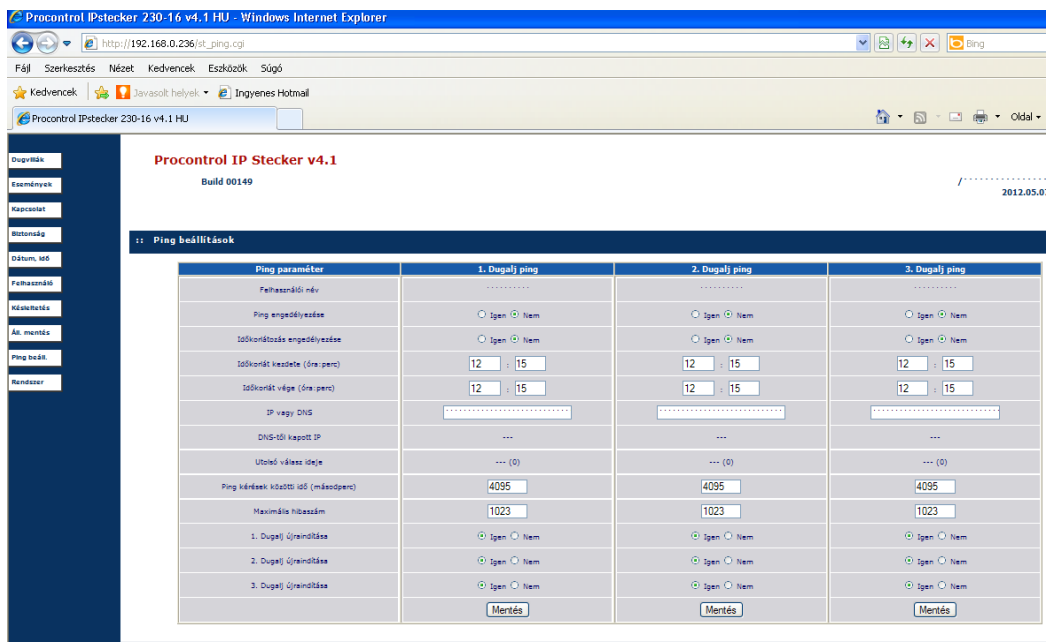 Procontrol IPstecker 230-16 v4.1 HU - Windows Internet Explorer
http://192.168.0.236/st_ping.cgi
Bing
Fájl Szerkesztés Nézet Kedvencek Eszközök Súgó
Kedvencek Javasolt helyek Ingyenes Hotmail
Procontrol IPstecker 230-16 v4.1 HU
Oldal
Dugvillák
Események
Kapcsolat
Biztonság
Dátum, Idő
Felhasználó
Késleltetés
Áll. mentés
Ping beáll.
Rendszer
Procontrol IP Stecker v4.1
Build 00149
/
:: Ping beállítások
Ping paraméter 1. Dugalj ping 2. Dugalj ping 3. Dugalj ping
Felhasználói név
Ping engedélyezése Igen Nem Igen Nem Igen Nem
Időkorlátozás engedélyezése Igen Nem Igen Nem Igen Nem
Időkorlát kezdete (óra:perc) 12 : 15 12 : 15 12 : 15
Időkorlát vége (óra:perc) 12 : 15 12 : 15 12 : 15
IP vagy DNS
DNS-től kapott IP --- --- ---
Utolsó válasz ideje --- (0) --- (0) --- (0)
Ping kérések közötti idő (másodperc) 4095 4095 4095
Maximális hibaszám 1023 1023 1023
1. Dugalj újraindítása Igen Nem Igen Nem Igen Nem
2. Dugalj újraindítása Igen Nem Igen Nem Igen Nem
3. Dugalj újraindítása Igen Nem Igen Nem Igen Nem
Mentés Mentés Mentés